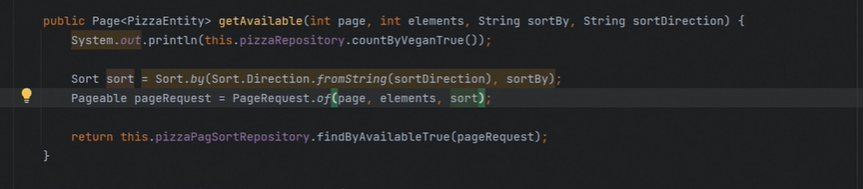 public Page<PizzaEntity> getAvailable(int page, int elements, String sortBy, String sortDirection) {
System.out.println(this.pizzaRepository.countByVeganTrue());
Sort sort = Sort.by(Sort.Direction.fromString(sortDirection), sortBy);
Pageable pageRequest = PageRequest.of(page, elements, sort);
return this.pizzaPagSortRepository.findByAvailableTrue(pageRequest);
}